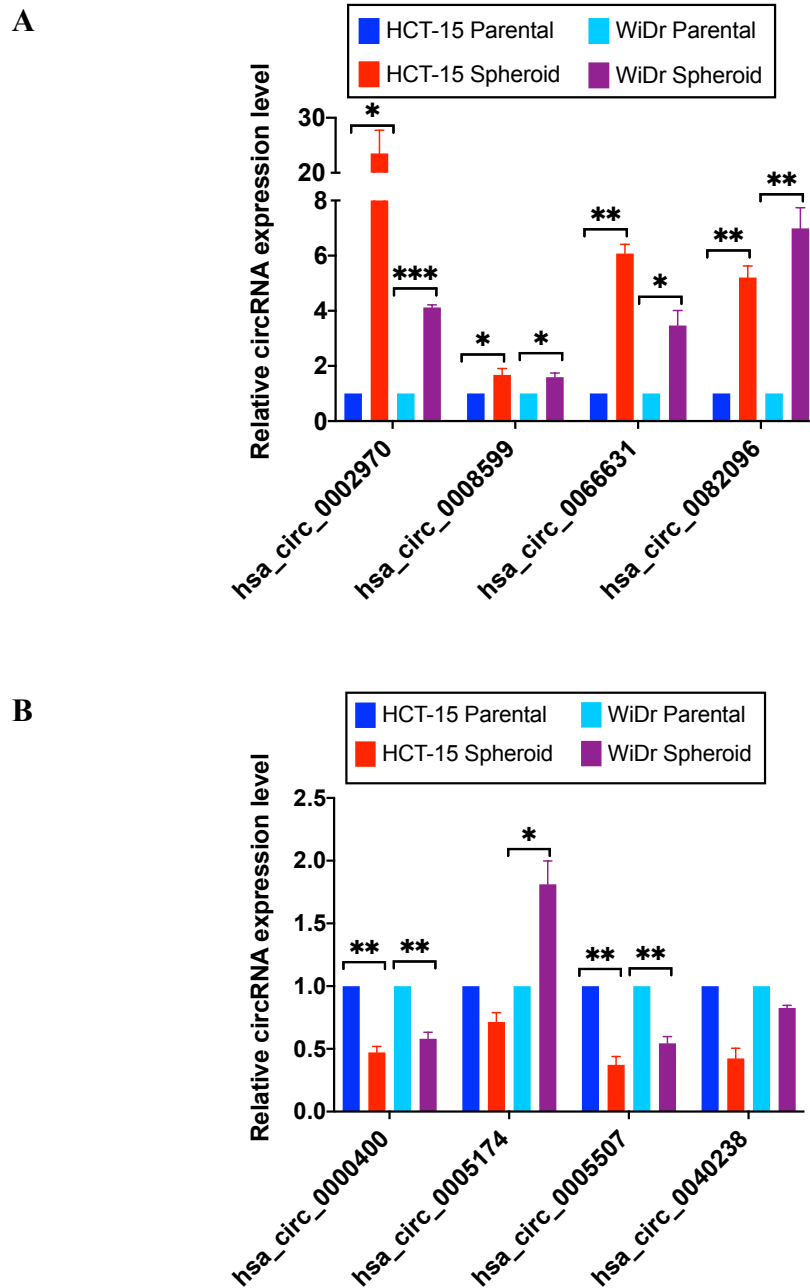 A
HCT-15 Parental WiDr Parental
HCT-15 Spheroid WiDr Spheroid
Relative circRNA expression level
30
20
8
6
4
2
0
*
***
*
*
**
*
**
**
hsa_circ_0002970
hsa_circ_0008599
hsa_circ_0066631
hsa_circ_0082096
B
HCT-15 Parental WiDr Parental
HCT-15 Spheroid WiDr Spheroid
Relative circRNA expression level
2.5
2.0
1.5
1.0
0.5
0.0
**
**
*
**
**
hsa_circ_0000400
hsa_circ_0005174
hsa_circ_0005507
hsa_circ_0040238